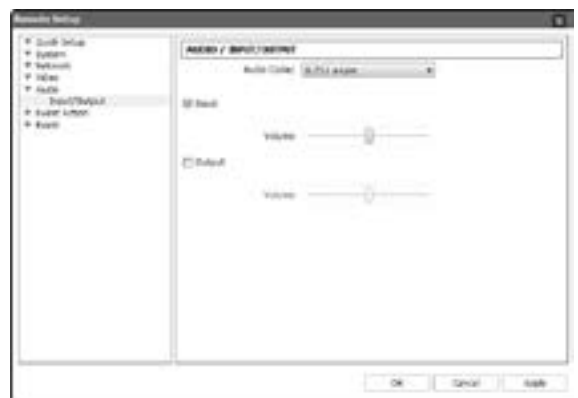 Remote Setup
Quick Setup
System
Network
Video
Audio
Input/Output
Event Action
Event
AUDIO / INPUT/OUTPUT
Audio Codec
Input
Volume
Output
Volume
OK
Cancel
Apply